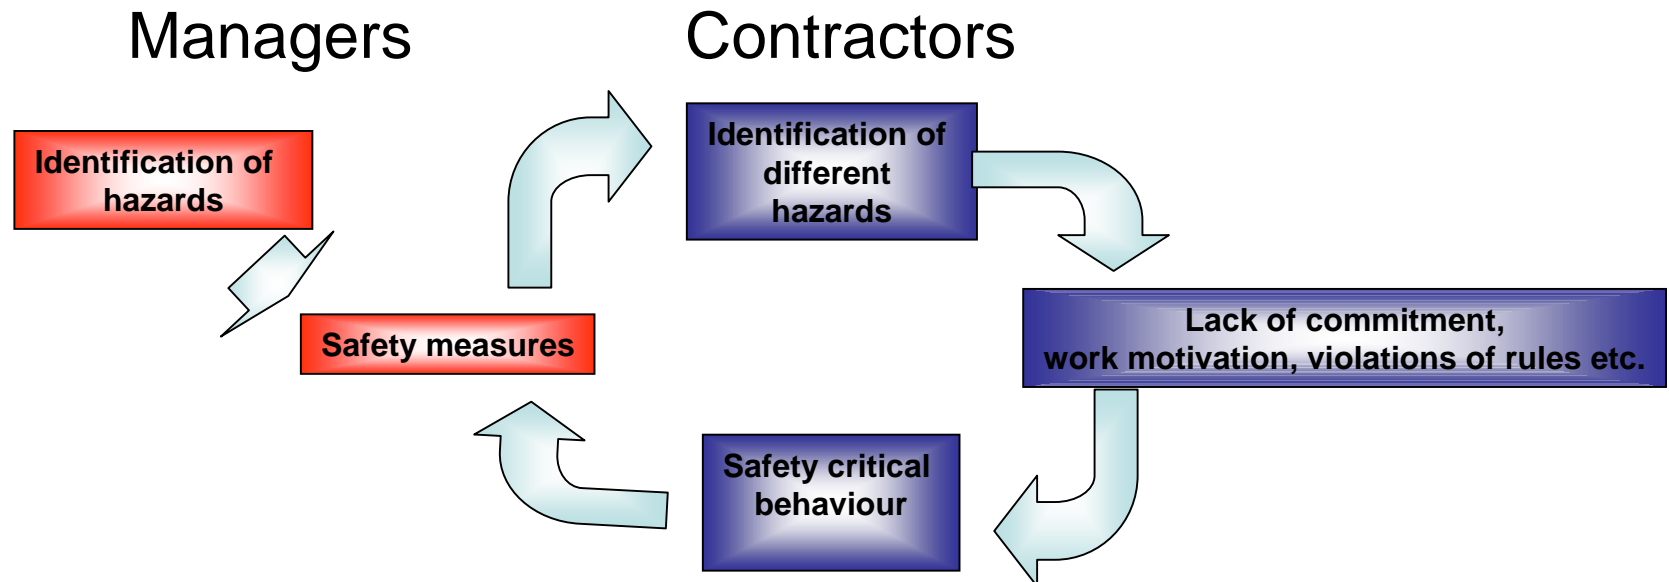 Managers
Contractors
Identification of
hazards
Identification of
different
hazards
Safety measures
Lack of commitment,
work motivation, violations of rules etc.
Safety critical
behaviour